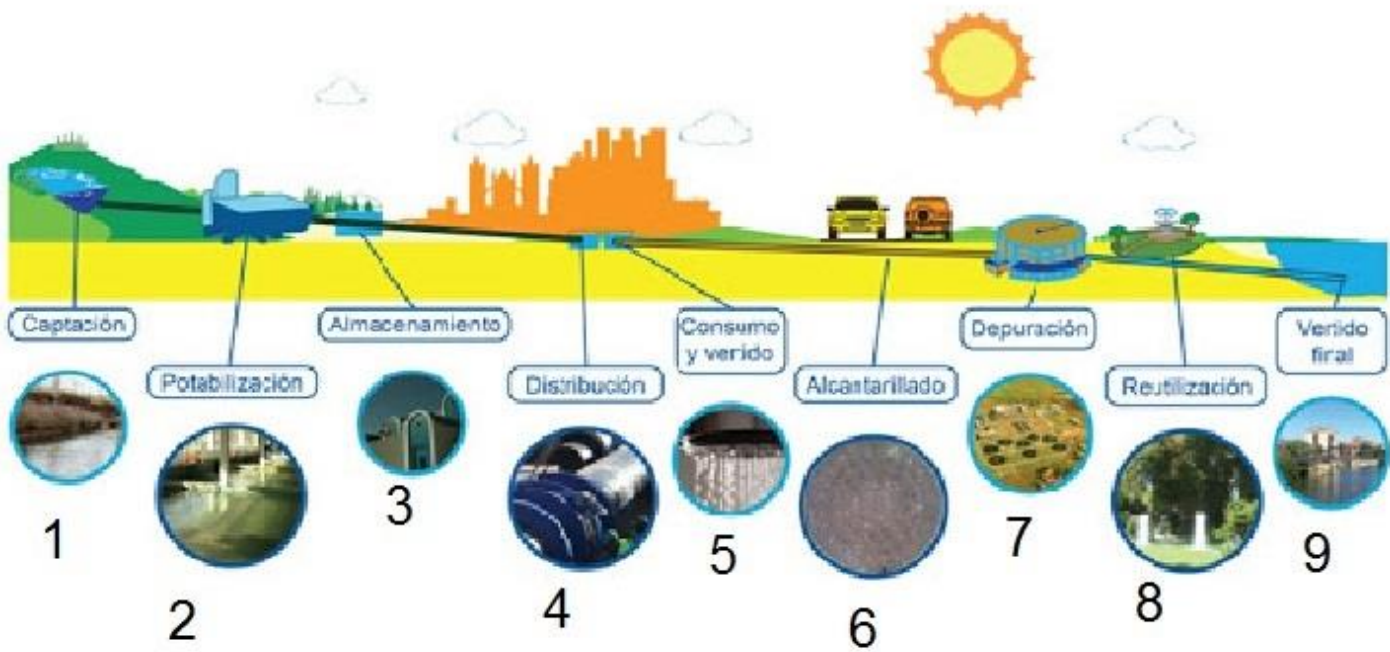 Captación
Potabilización
Almacenamiento
Distribución
Consumo
y vertido
Alcantarillado
Depuración
Reutilización
Vertido
final
1
2
3
4
5
6
7
8
9